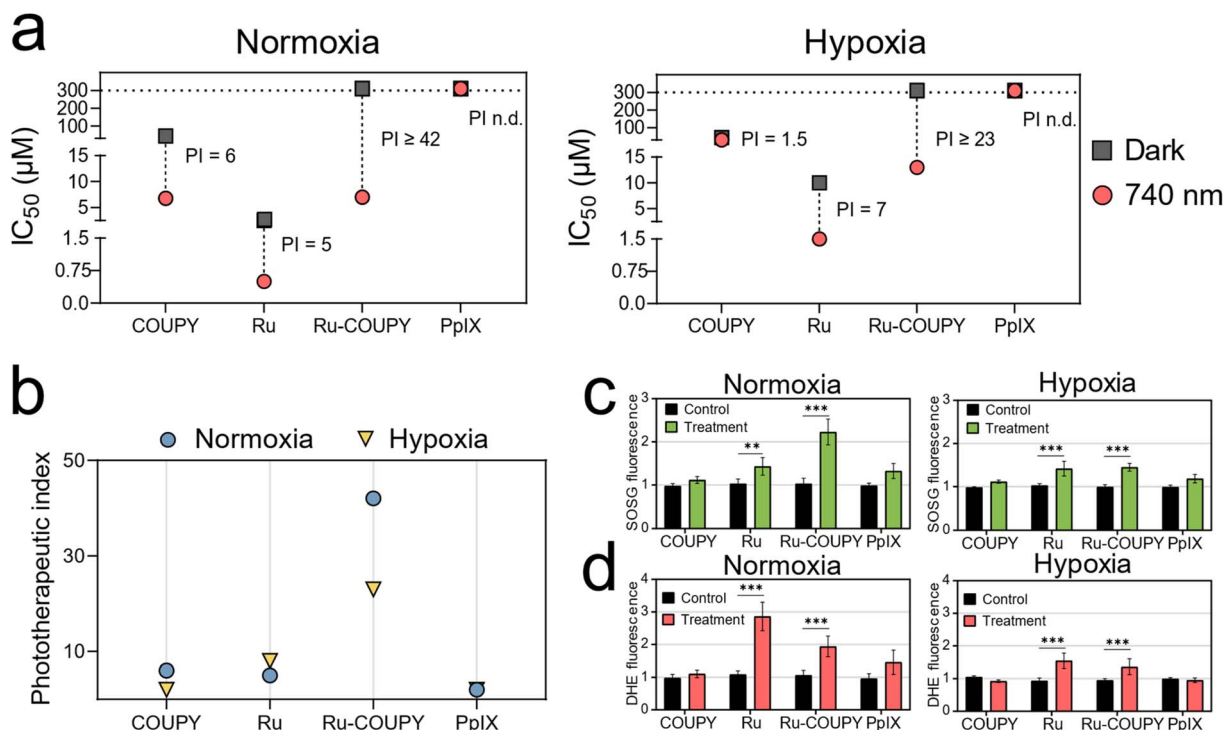 a
Normoxia
IC50 (µM)
300
200
100
15
10
5
1.5
0.75
0.0
PI = 6
PI = 5
PI ≥ 42
PI n.d.
COUPY
Ru
Ru-COUPY
PpIX
Hypoxia
IC50 (µM)
300
200
100
15
10
5
1.5
0.75
0.0
PI = 1.5
PI = 7
PI ≥ 23
PI n.d.
COUPY
Ru
Ru-COUPY
PpIX
Dark
740 nm
b
Normoxia
Hypoxia
Phototherapeutic index
50
30
10
COUPY
Ru
Ru-COUPY
PpIX
c
Normoxia
SOSG fluorescence
3
2
1
0
Control
Treatment
**
***
COUPY
Ru
Ru-COUPY
PpIX
Hypoxia
SOSG fluorescence
3
2
1
0
Control
Treatment
***
***
COUPY
Ru
Ru-COUPY
PpIX
d
Normoxia
DHE fluorescence
4
3
2
1
0
Control
Treatment
***
***
COUPY
Ru
Ru-COUPY
PpIX
Hypoxia
DHE fluorescence
4
3
2
1
0
Control
Treatment
***
***
COUPY
Ru
Ru-COUPY
PpIX